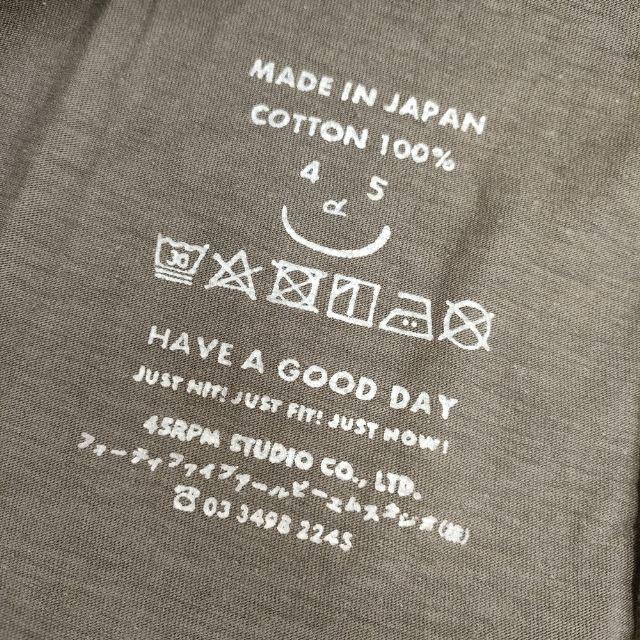 MADE IN JAPAN
COTTON 100%
4 5
R
30
HAVE A GOOD DAY
JUST HIT! JUST FIT! JUST NOW!
45RPM STUDIO CO., LTD.
フォーティファイブアールピーエムスタジオ(株)
☎ 03 3498 2245